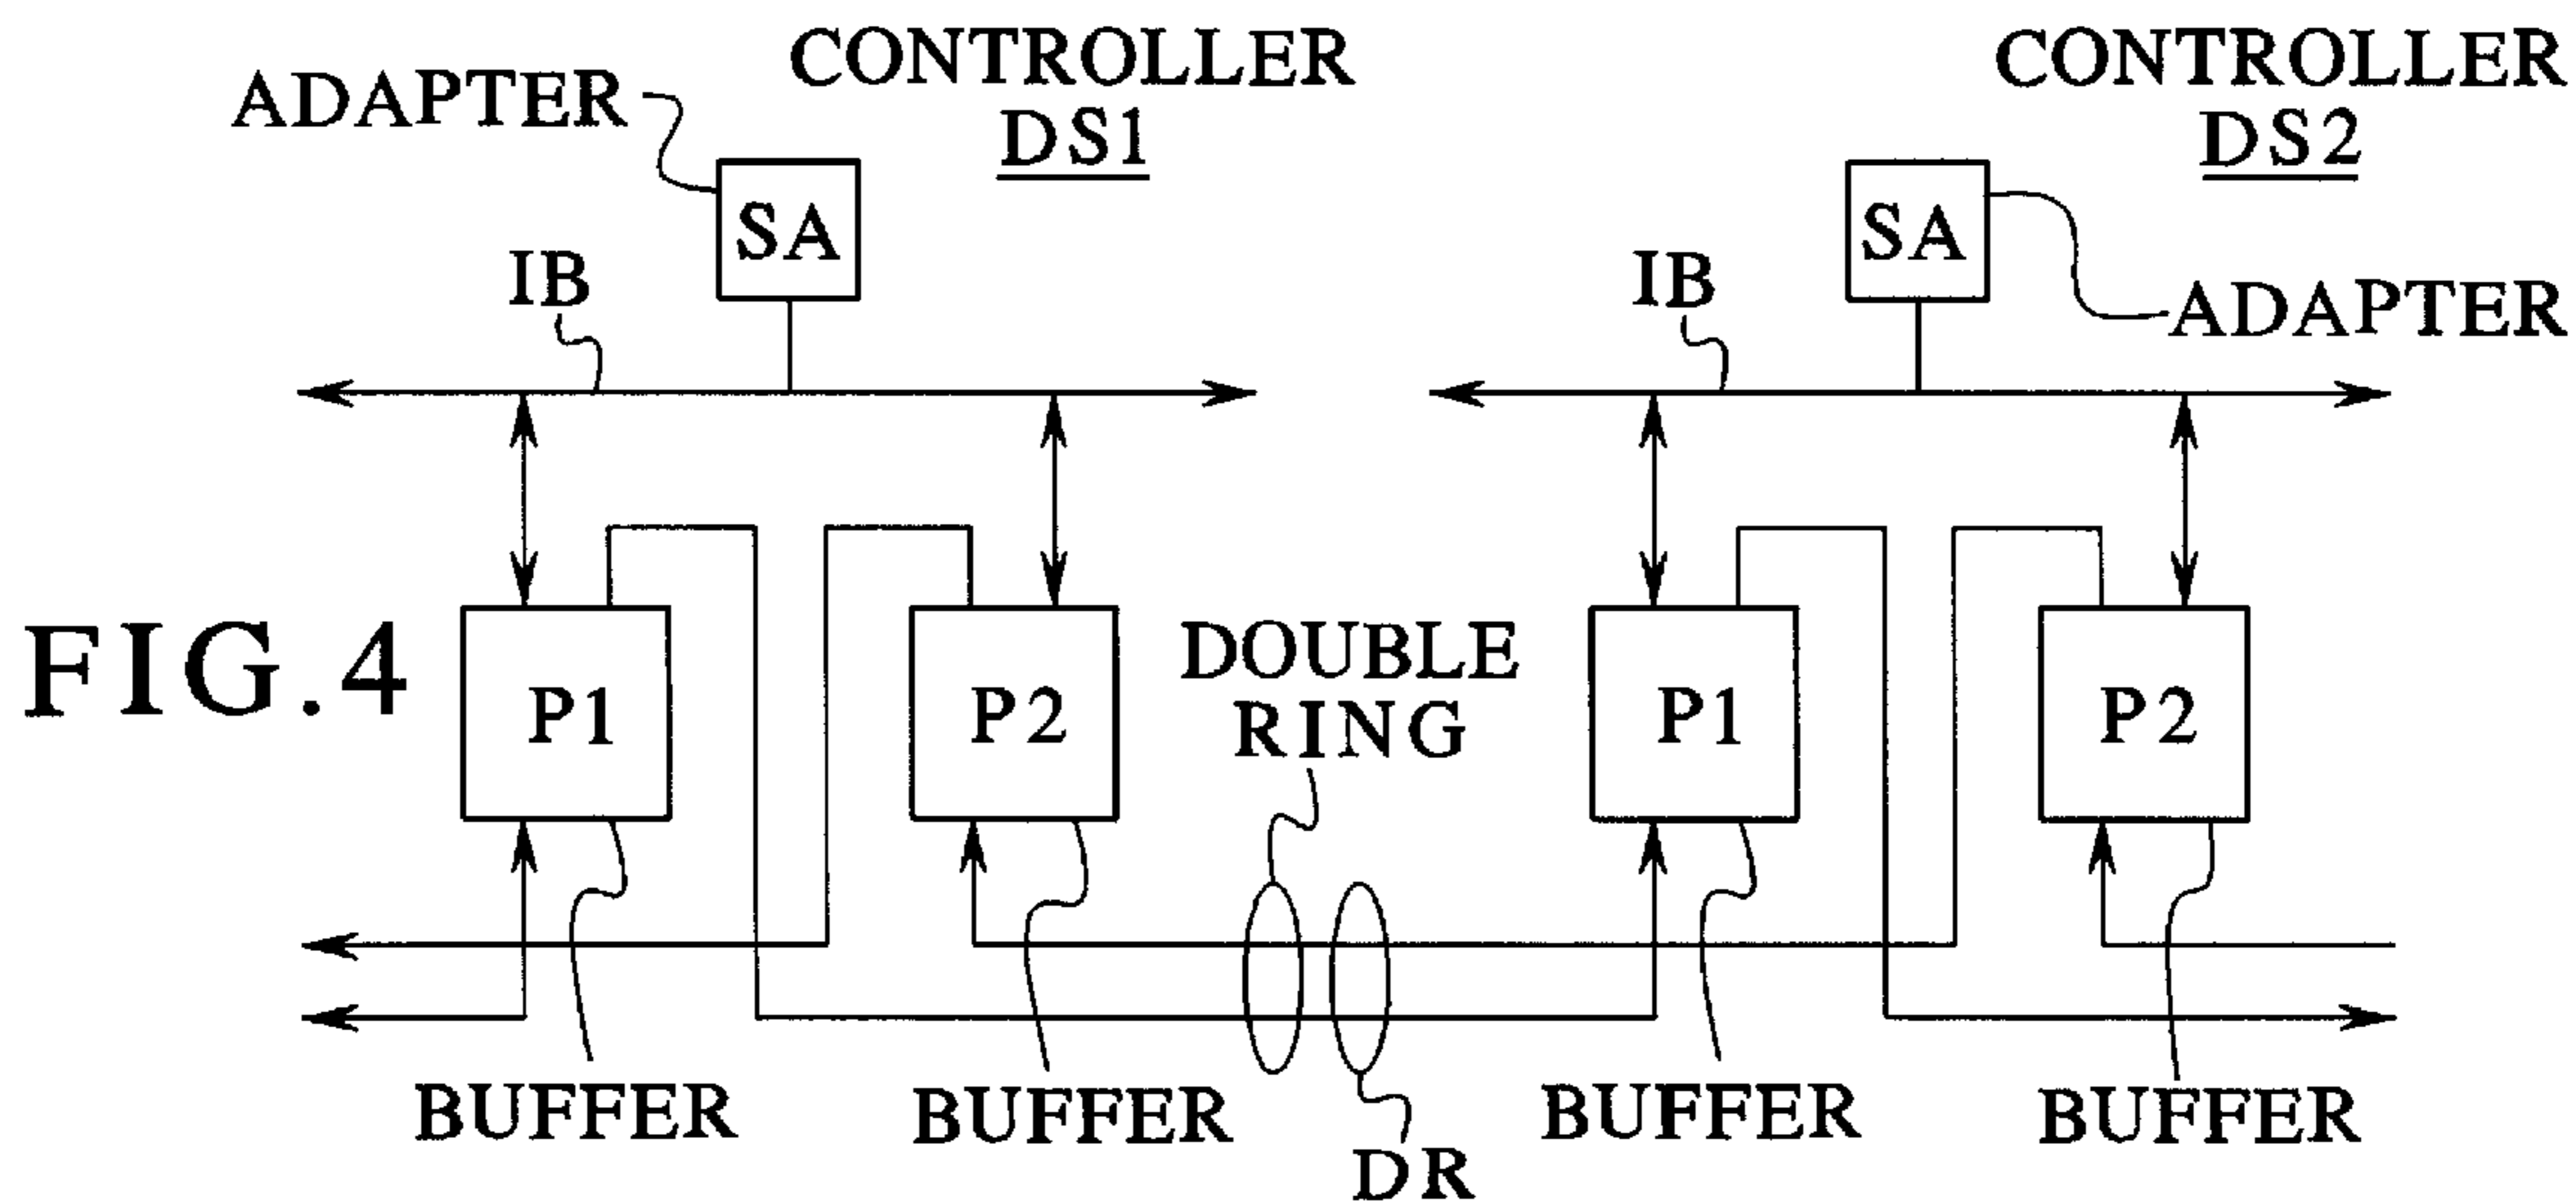 CONTROLLER
DS1
ADAPTER
SA
IB
CONTROLLER
DS2
SA
IB
ADAPTER
FIG.4
P1
P2
DOUBLE
RING
P1
P2
BUFFER
BUFFER
DR
BUFFER
BUFFER